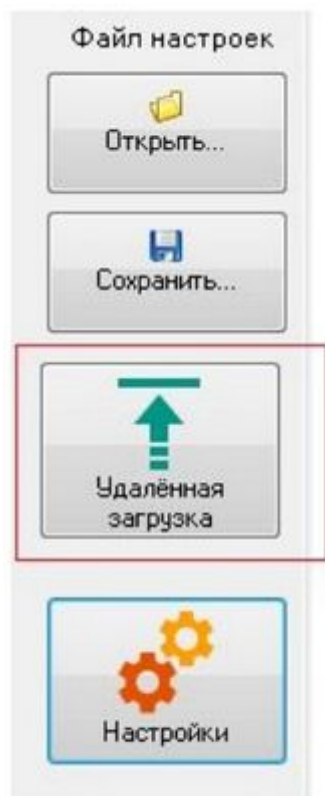 Файл настроек
Открыть...
Сохранить...
Удалённая
загрузка
Настройки